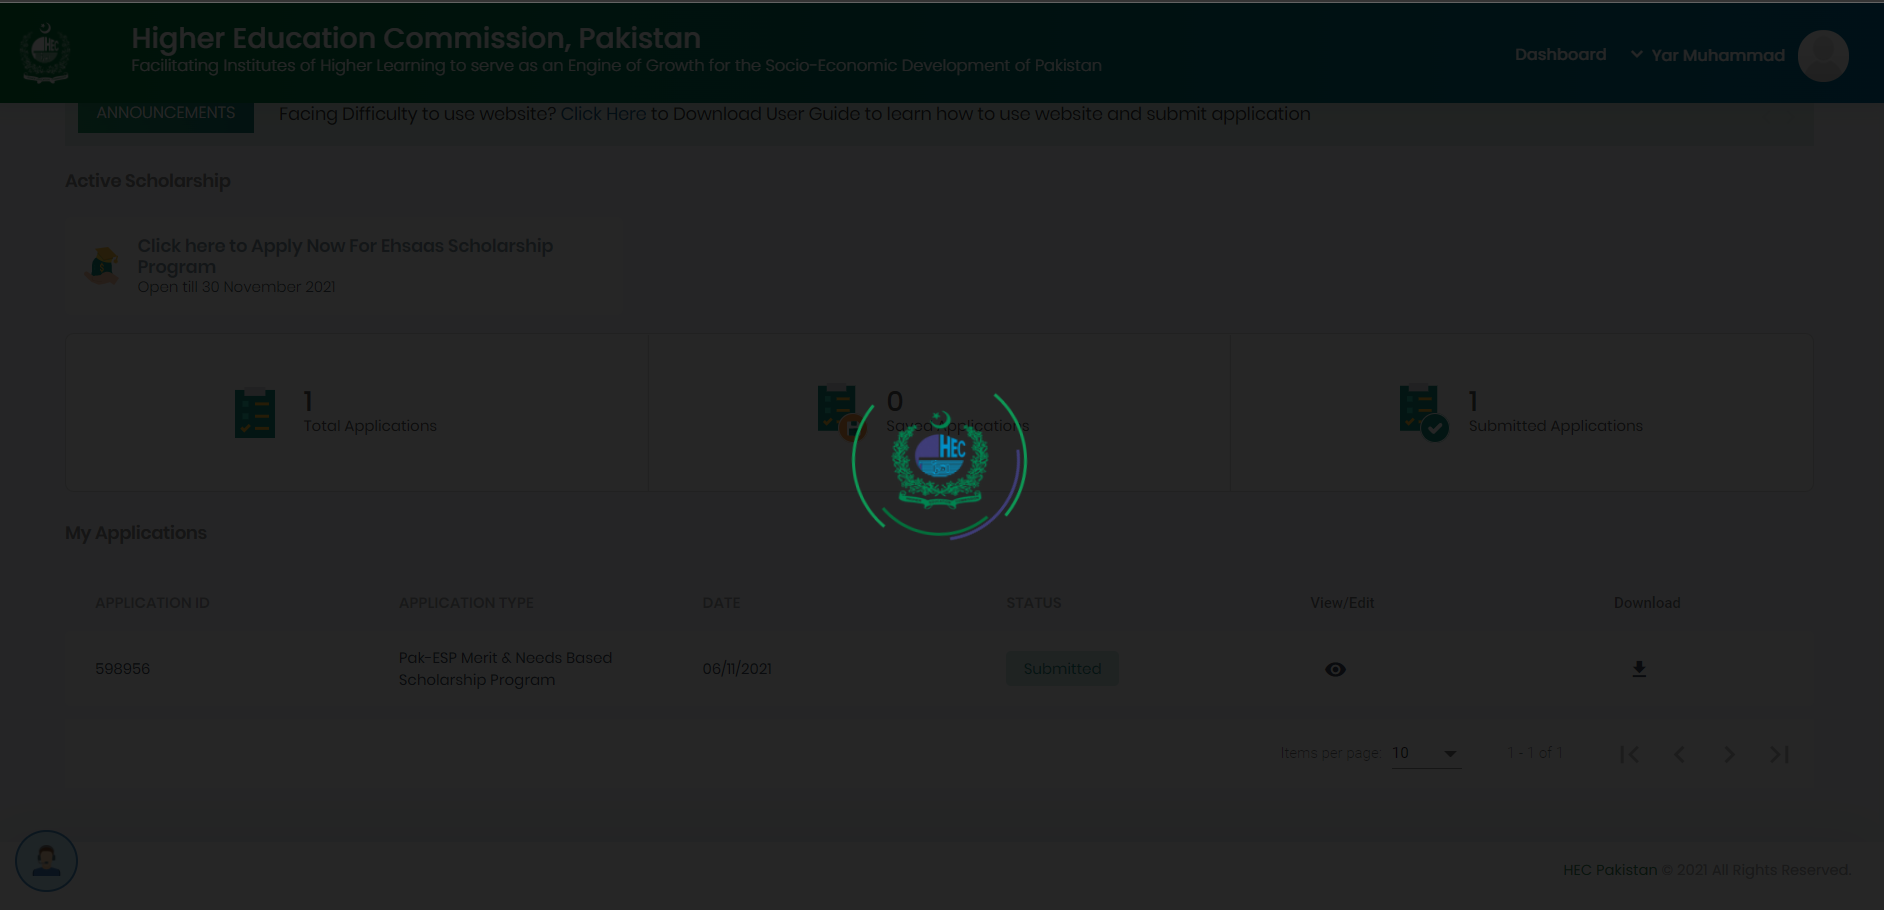 Higher Education Commission, Pakistan
Facilitating Institutes of Higher Learning to serve as an Engine of Growth for the Socio-Economic Development of Pakistan
Dashboard
Yar Muhammad
ANNOUNCEMENTS
Facing Difficulty to use website? Click Here to Download User Guide to learn how to use website and submit application
Active Scholarship
Click here to Apply Now For Ehsaas Scholarship
Program
Open till 30 November 2021
1
Total Applications
0
Saved Applications
1
Submitted Applications
HEC
My Applications
APPLICATION ID APPLICATION TYPE DATE STATUS View/Edit Download
598956
Pak-ESP Merit & Needs Based
Scholarship Program
06/11/2021
Submitted
Items per page: 10 1 - 1 of 1
HEC Pakistan © 2021 All Rights Reserved.